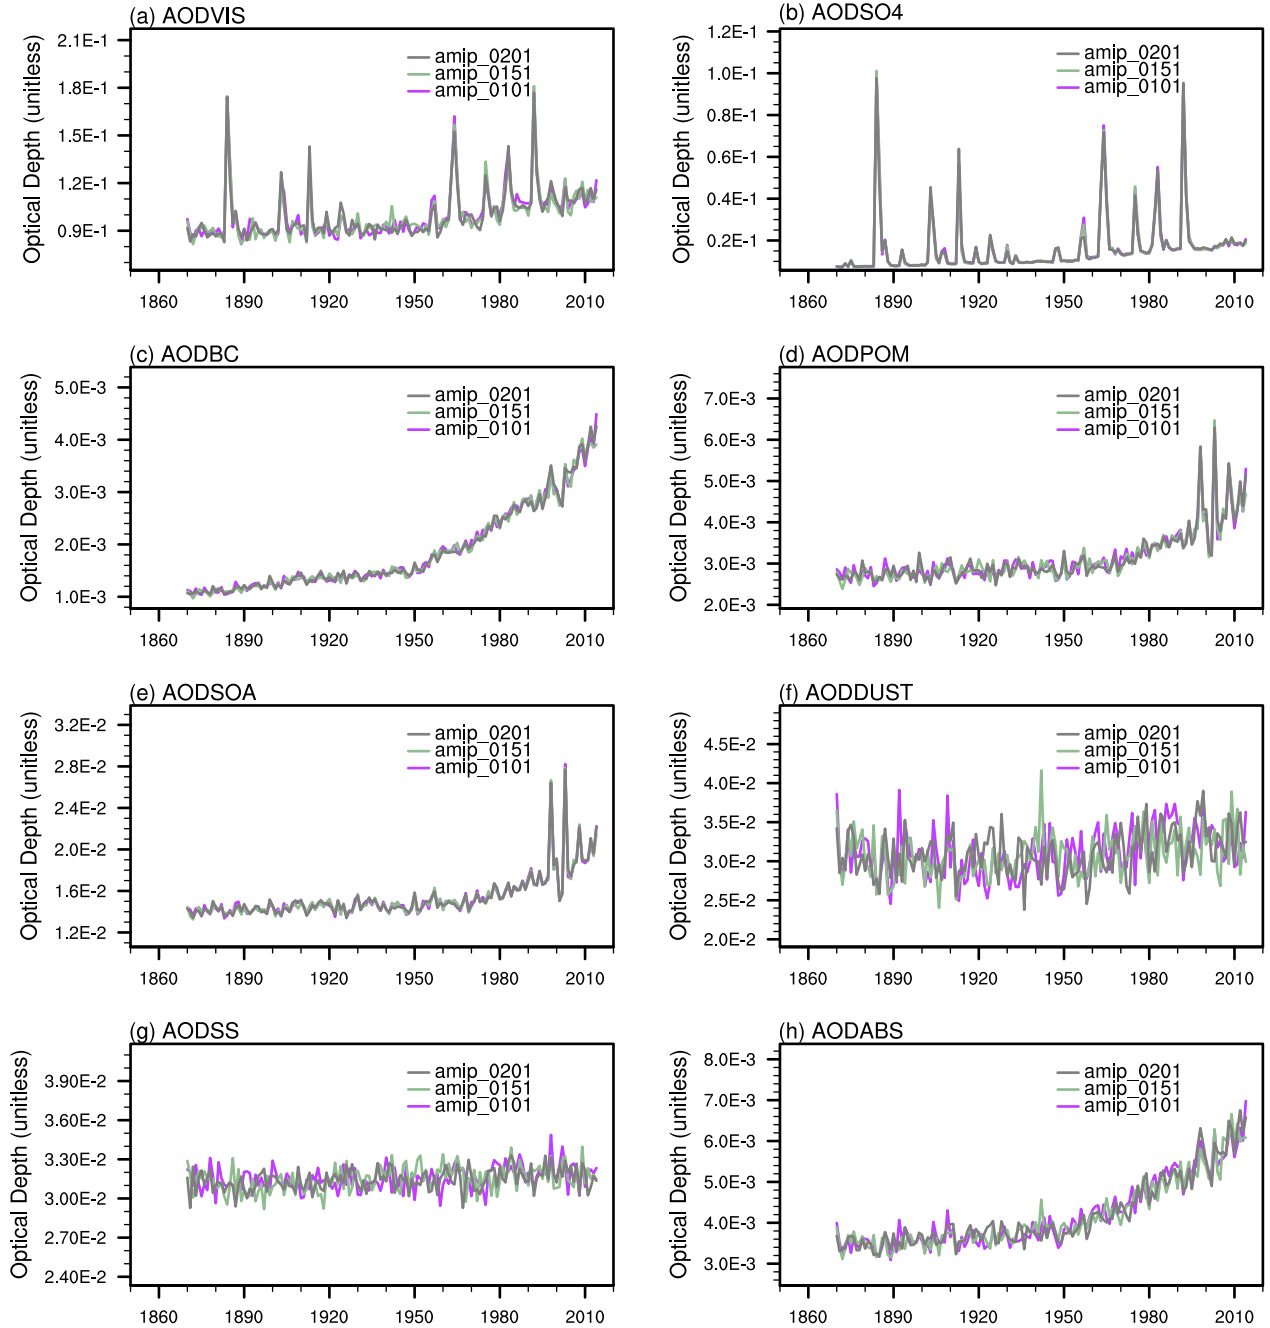 (a) AODVIS
Optical Depth (unitless)
2.1E-1
1.8E-1
1.5E-1
1.2E-1
0.9E-1
amip_0201
amip_0151
amip_0101
1860 1890 1920 1950 1980 2010
(b) AODSO4
Optical Depth (unitless)
1.2E-1
1.0E-1
0.8E-1
0.6E-1
0.4E-1
0.2E-1
amip_0201
amip_0151
amip_0101
1860 1890 1920 1950 1980 2010
(c) AODBC
Optical Depth (unitless)
5.0E-3
4.0E-3
3.0E-3
2.0E-3
1.0E-3
amip_0201
amip_0151
amip_0101
1860 1890 1920 1950 1980 2010
(d) AODPOM
Optical Depth (unitless)
7.0E-3
6.0E-3
5.0E-3
4.0E-3
3.0E-3
2.0E-3
amip_0201
amip_0151
amip_0101
1860 1890 1920 1950 1980 2010
(e) AODSOA
Optical Depth (unitless)
3.2E-2
2.8E-2
2.4E-2
2.0E-2
1.6E-2
1.2E-2
amip_0201
amip_0151
amip_0101
1860 1890 1920 1950 1980 2010
(f) AODDUST
Optical Depth (unitless)
4.5E-2
4.0E-2
3.5E-2
3.0E-2
2.5E-2
2.0E-2
amip_0201
amip_0151
amip_0101
1860 1890 1920 1950 1980 2010
(g) AODSS
Optical Depth (unitless)
3.90E-2
3.60E-2
3.30E-2
3.00E-2
2.70E-2
2.40E-2
amip_0201
amip_0151
amip_0101
1860 1890 1920 1950 1980 2010
(h) AODABS
Optical Depth (unitless)
8.0E-3
7.0E-3
6.0E-3
5.0E-3
4.0E-3
3.0E-3
amip_0201
amip_0151
amip_0101
1860 1890 1920 1950 1980 2010